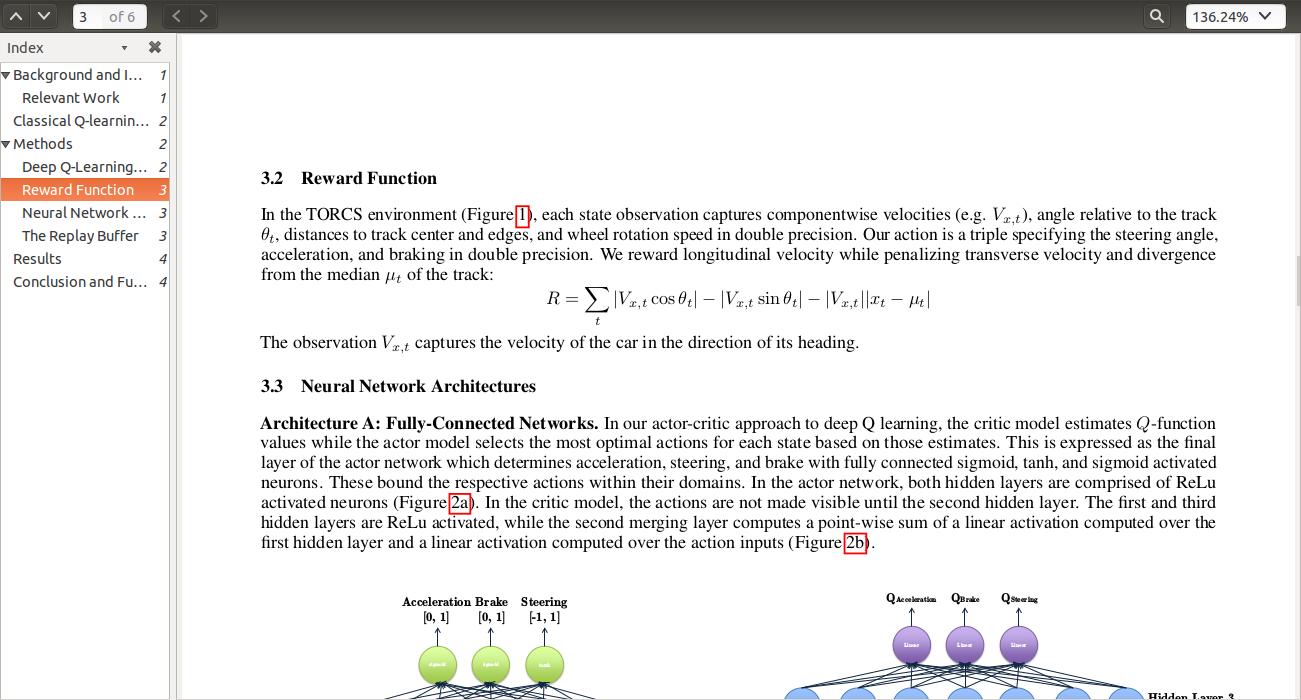 3 of 6
136.24%
Index
Background and I... 1
Relevant Work 1
Classical Q-learnin... 2
Methods 2
Deep Q-Learning... 2
Reward Function 3
Neural Network ... 3
The Replay Buffer 3
Results 4
Conclusion and Fu... 4
3.2 Reward Function
In the TORCS environment (Figure 1), each state observation captures componentwise velocities (e.g. V_{x,t}), angle relative to the track
θ_t, distances to track center and edges, and wheel rotation speed in double precision. Our action is a triple specifying the steering angle,
acceleration, and braking in double precision. We reward longitudinal velocity while penalizing transverse velocity and divergence
from the median μ_t of the track:
R = ∑_t |V_{x,t} cos θ_t| − |V_{x,t} sin θ_t| − |V_{x,t}||x_t − μ_t|
The observation V_{x,t} captures the velocity of the car in the direction of its heading.
3.3 Neural Network Architectures
Architecture A: Fully-Connected Networks. In our actor-critic approach to deep Q learning, the critic model estimates Q-function
values while the actor model selects the most optimal actions for each state based on those estimates. This is expressed as the final
layer of the actor network which determines acceleration, steering, and brake with fully connected sigmoid, tanh, and sigmoid activated
neurons. These bound the respective actions within their domains. In the actor network, both hidden layers are comprised of ReLu
activated neurons (Figure 2a). In the critic model, the actions are not made visible until the second hidden layer. The first and third
hidden layers are ReLu activated, while the second merging layer computes a point-wise sum of a linear activation computed over the
first hidden layer and a linear activation computed over the action inputs (Figure 2b).
Acceleration Brake Steering
[0, 1] [0, 1] [-1, 1]
sigmoid sigmoid tanh
Q Acceleration Q Brake Q Steering
Linear Linear Linear
Hidden Layer 3